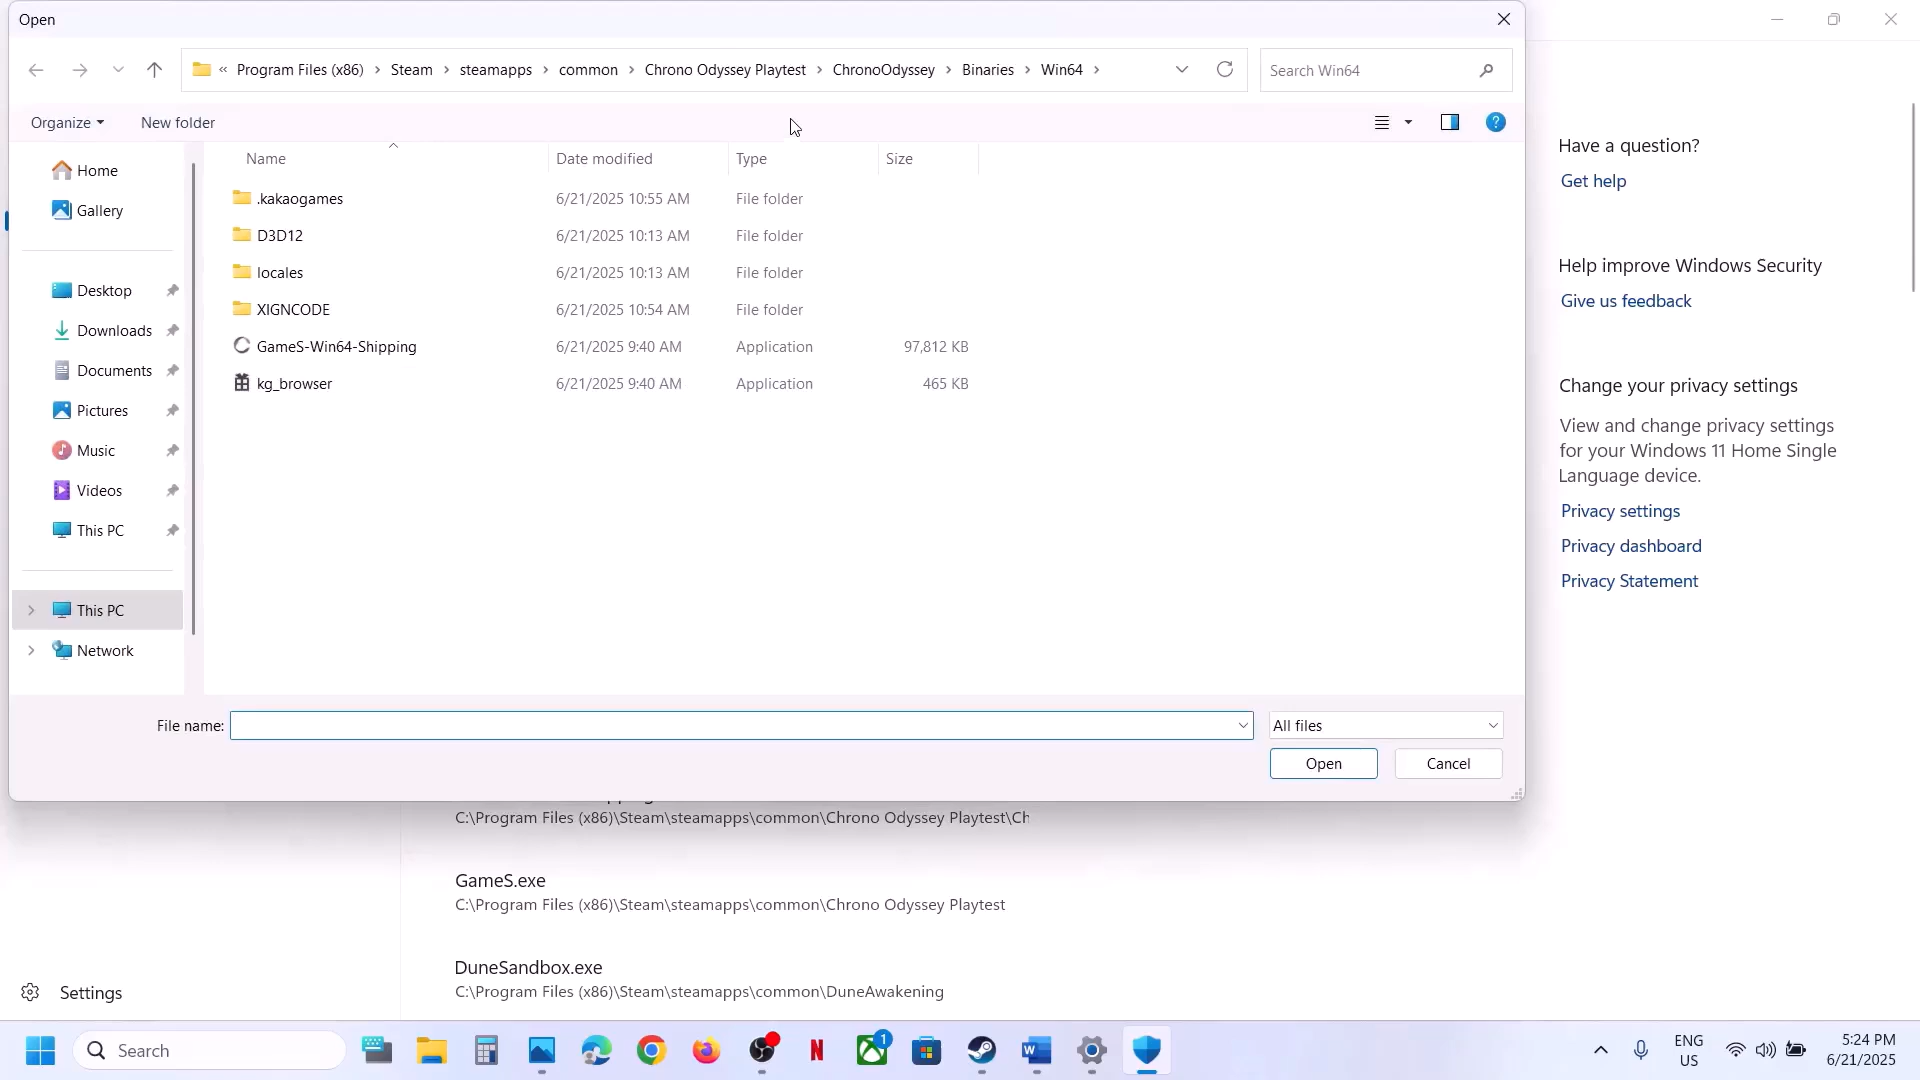 Open
« Program Files (x86) > Steam > steamapps > common > Chrono Odyssey Playtest > ChronoOdyssey > Binaries > Win64 >
Search Win64
Organize
New folder
Name
Date modified
Type
Size
Home
Gallery
Desktop
Downloads
Documents
Pictures
Music
Videos
This PC
This PC
Network
.kakaogames 6/21/2025 10:55 AM File folder
D3D12 6/21/2025 10:13 AM File folder
locales 6/21/2025 10:13 AM File folder
XIGNCODE 6/21/2025 10:54 AM File folder
GameS-Win64-Shipping 6/21/2025 9:40 AM Application 97,812 KB
kg_browser 6/21/2025 9:40 AM Application 465 KB
File name:
All files
Open
Cancel
Have a question?
Get help
Help improve Windows Security
Give us feedback
Change your privacy settings
View and change privacy settings
for your Windows 11 Home Single
Language device.
Privacy settings
Privacy dashboard
Privacy Statement
C:\Program Files (x86)\Steam\steamapps\common\Chrono Odyssey Playtest\Ch
GameS.exe
C:\Program Files (x86)\Steam\steamapps\common\Chrono Odyssey Playtest
DuneSandbox.exe
C:\Program Files (x86)\Steam\steamapps\common\DuneAwakening
Settings
Search
1
ENG
US
5:24 PM
6/21/2025